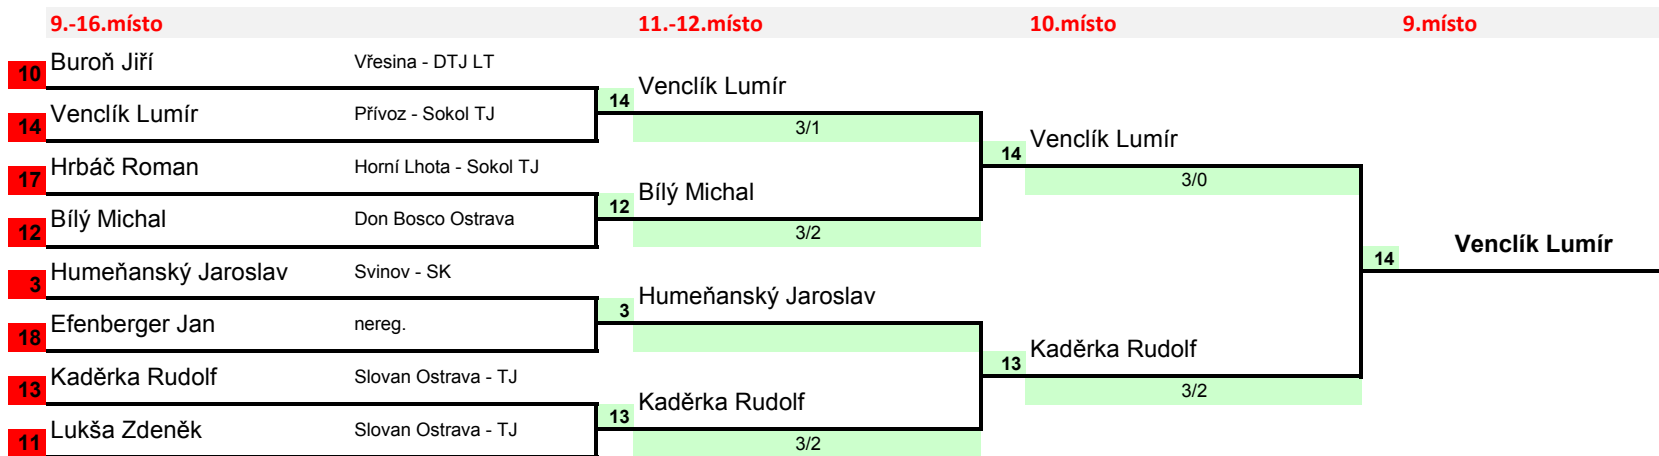 9.-16.místo 11.-12.místo 10.místo 9.místo
10 Buroň Jiří Vřesina - DTJ LT
14 Venclík Lumír
14 Venclík Lumír Přívoz - Sokol TJ
3/1
14 Venclík Lumír
17 Hrbáč Roman Horní Lhota - Sokol TJ
3/0
12 Bílý Michal
12 Bílý Michal Don Bosco Ostrava
3/2
14 Venclík Lumír
3 Humeňanský Jaroslav Svinov - SK
3 Humeňanský Jaroslav
18 Efenberger Jan nereg.
13 Kaděrka Rudolf
13 Kaděrka Rudolf Slovan Ostrava - TJ
3/2
13 Kaděrka Rudolf
11 Lukša Zdeněk Slovan Ostrava - TJ
3/2